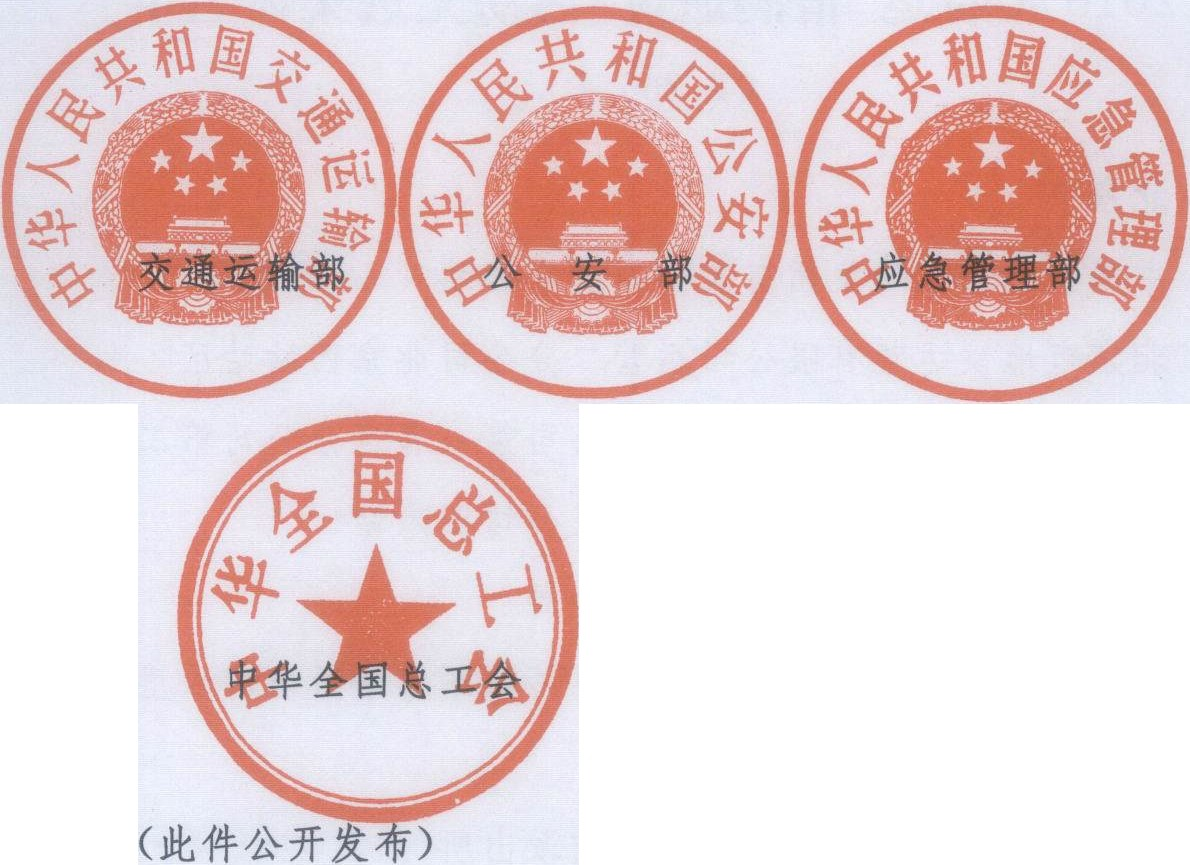 中华人民共和国交通运输部
交通运输部
中华人民共和国公安部
公 安 部
中华人民共和国应急管理部
应急管理部
中华全国总工会
中华全国总工会
(此件公开发布)